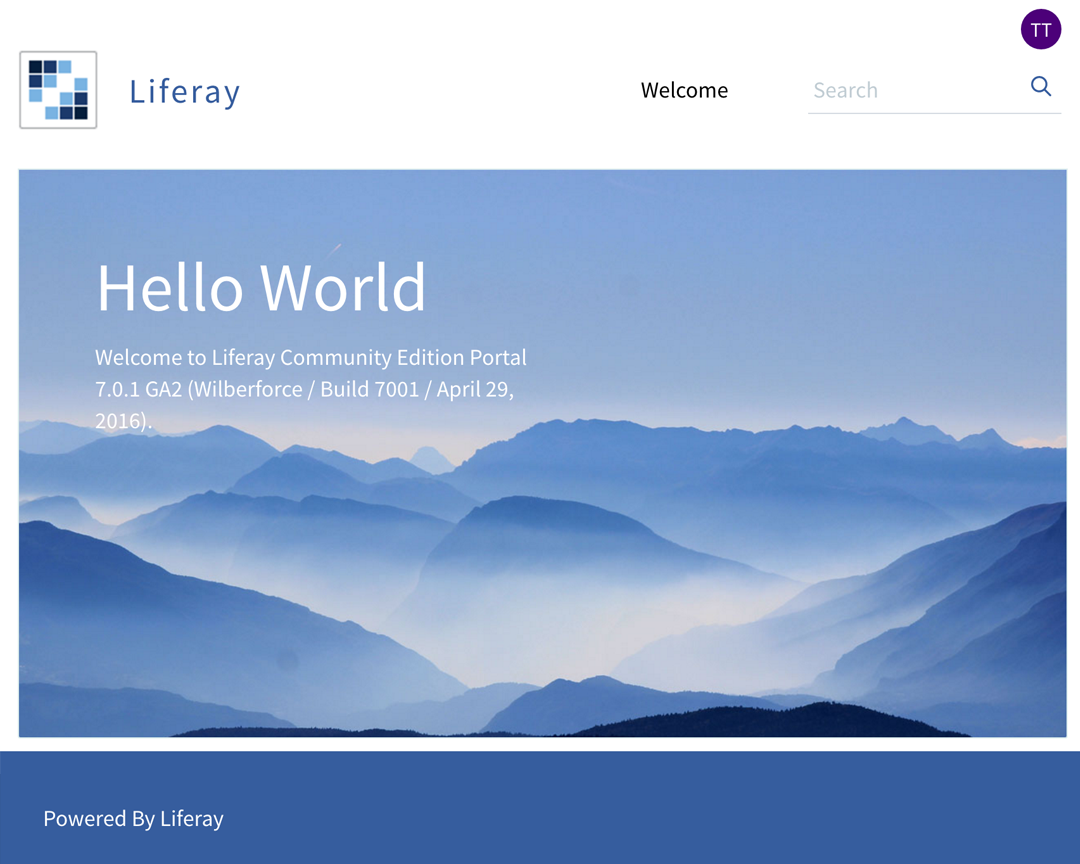 TT
Liferay
Welcome
Search
Hello World
Welcome to Liferay Community Edition Portal
7.0.1 GA2 (Wilberforce / Build 7001 / April 29,
2016).
Powered By Liferay